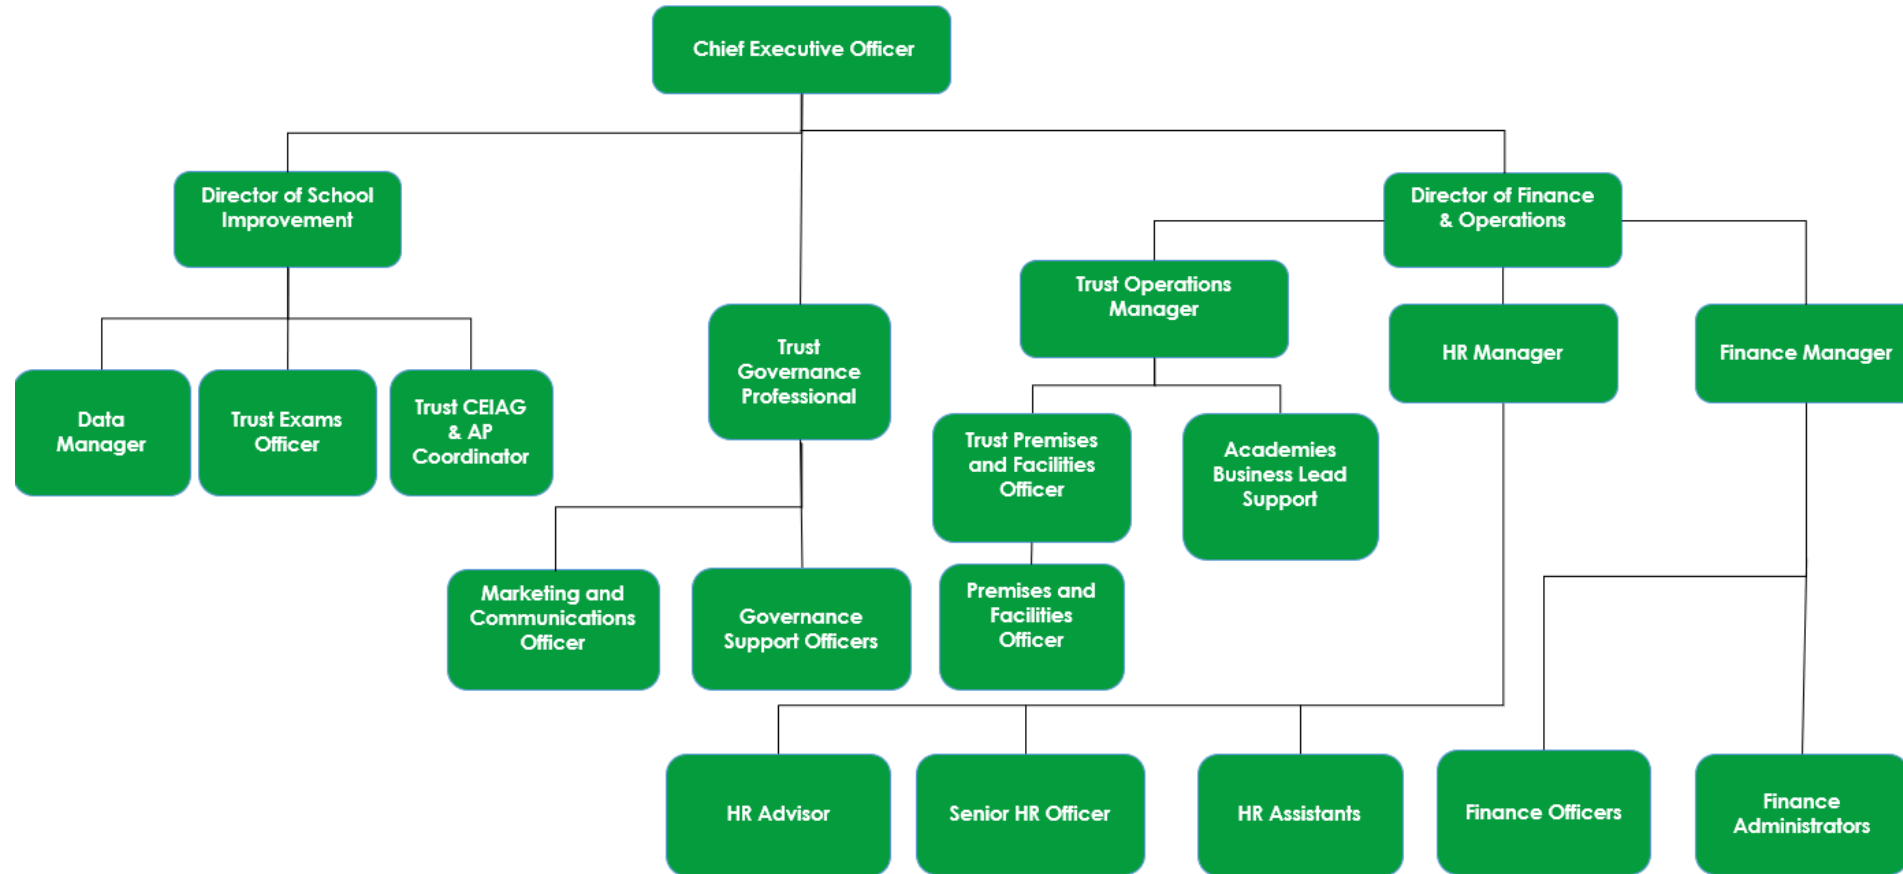 Chief Executive Officer
Director of School
Improvement
Director of Finance
& Operations
Trust Operations
Manager
Trust
Governance
Professional
HR Manager
Finance Manager
Data
Manager
Trust Exams
Officer
Trust CEIAG
& AP
Coordinator
Trust Premises
and Facilities
Officer
Academies
Business Lead
Support
Marketing and
Communications
Officer
Governance
Support Officers
Premises and
Facilities
Officer
HR Advisor
Senior HR Officer
HR Assistants
Finance Officers
Finance
Administrators